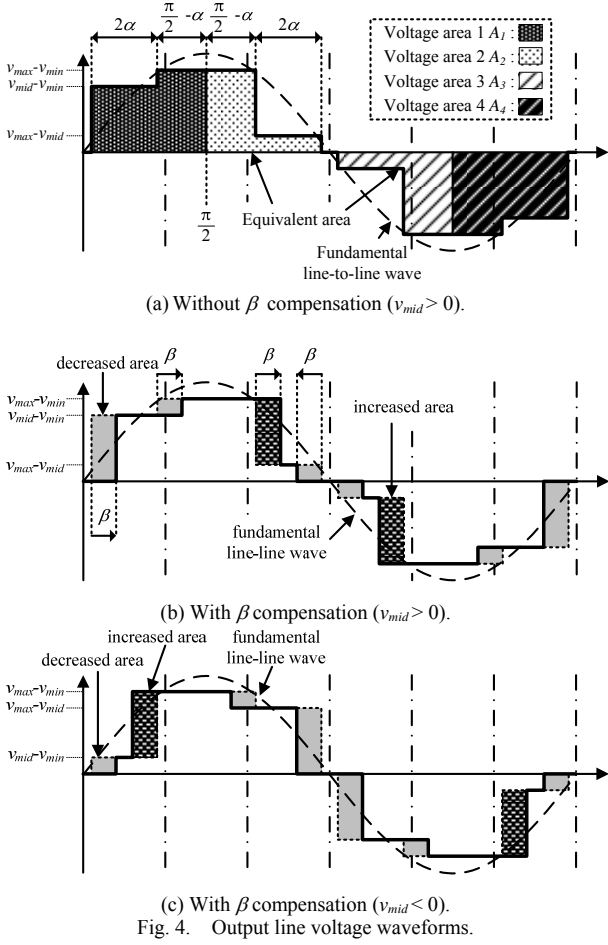 2α π/2 -α π/2 -α 2α
Voltage area 1 A1 :
Voltage area 2 A2 :
Voltage area 3 A3 :
Voltage area 4 A4 :
vmax-vmin
vmid-vmin
vmax-vmid
π/2
Equivalent area
Fundamental
line-to-line wave
(a) Without β compensation (vmid > 0).
decreased area
β β β
vmax-vmin
vmid-vmin
increased area
vmax-vmid
β
fundamental
line-line wave
(b) With β compensation (vmid > 0).
increased area
fundamental
line-line wave
decreased area
vmax-vmin
vmax-vmid
vmid-vmin
(c) With β compensation (vmid < 0).
Fig. 4. Output line voltage waveforms.